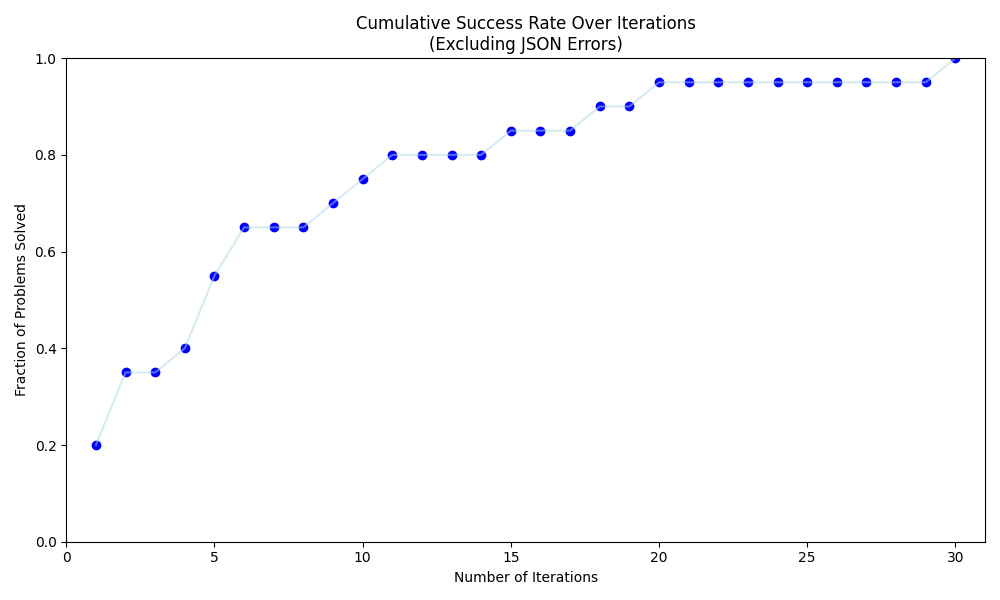 Cumulative Success Rate Over Iterations
(Excluding JSON Errors)
Fraction of Problems Solved
1.0
0.8
0.6
0.4
0.2
0.0
0 5 10 15 20 25 30
Number of Iterations